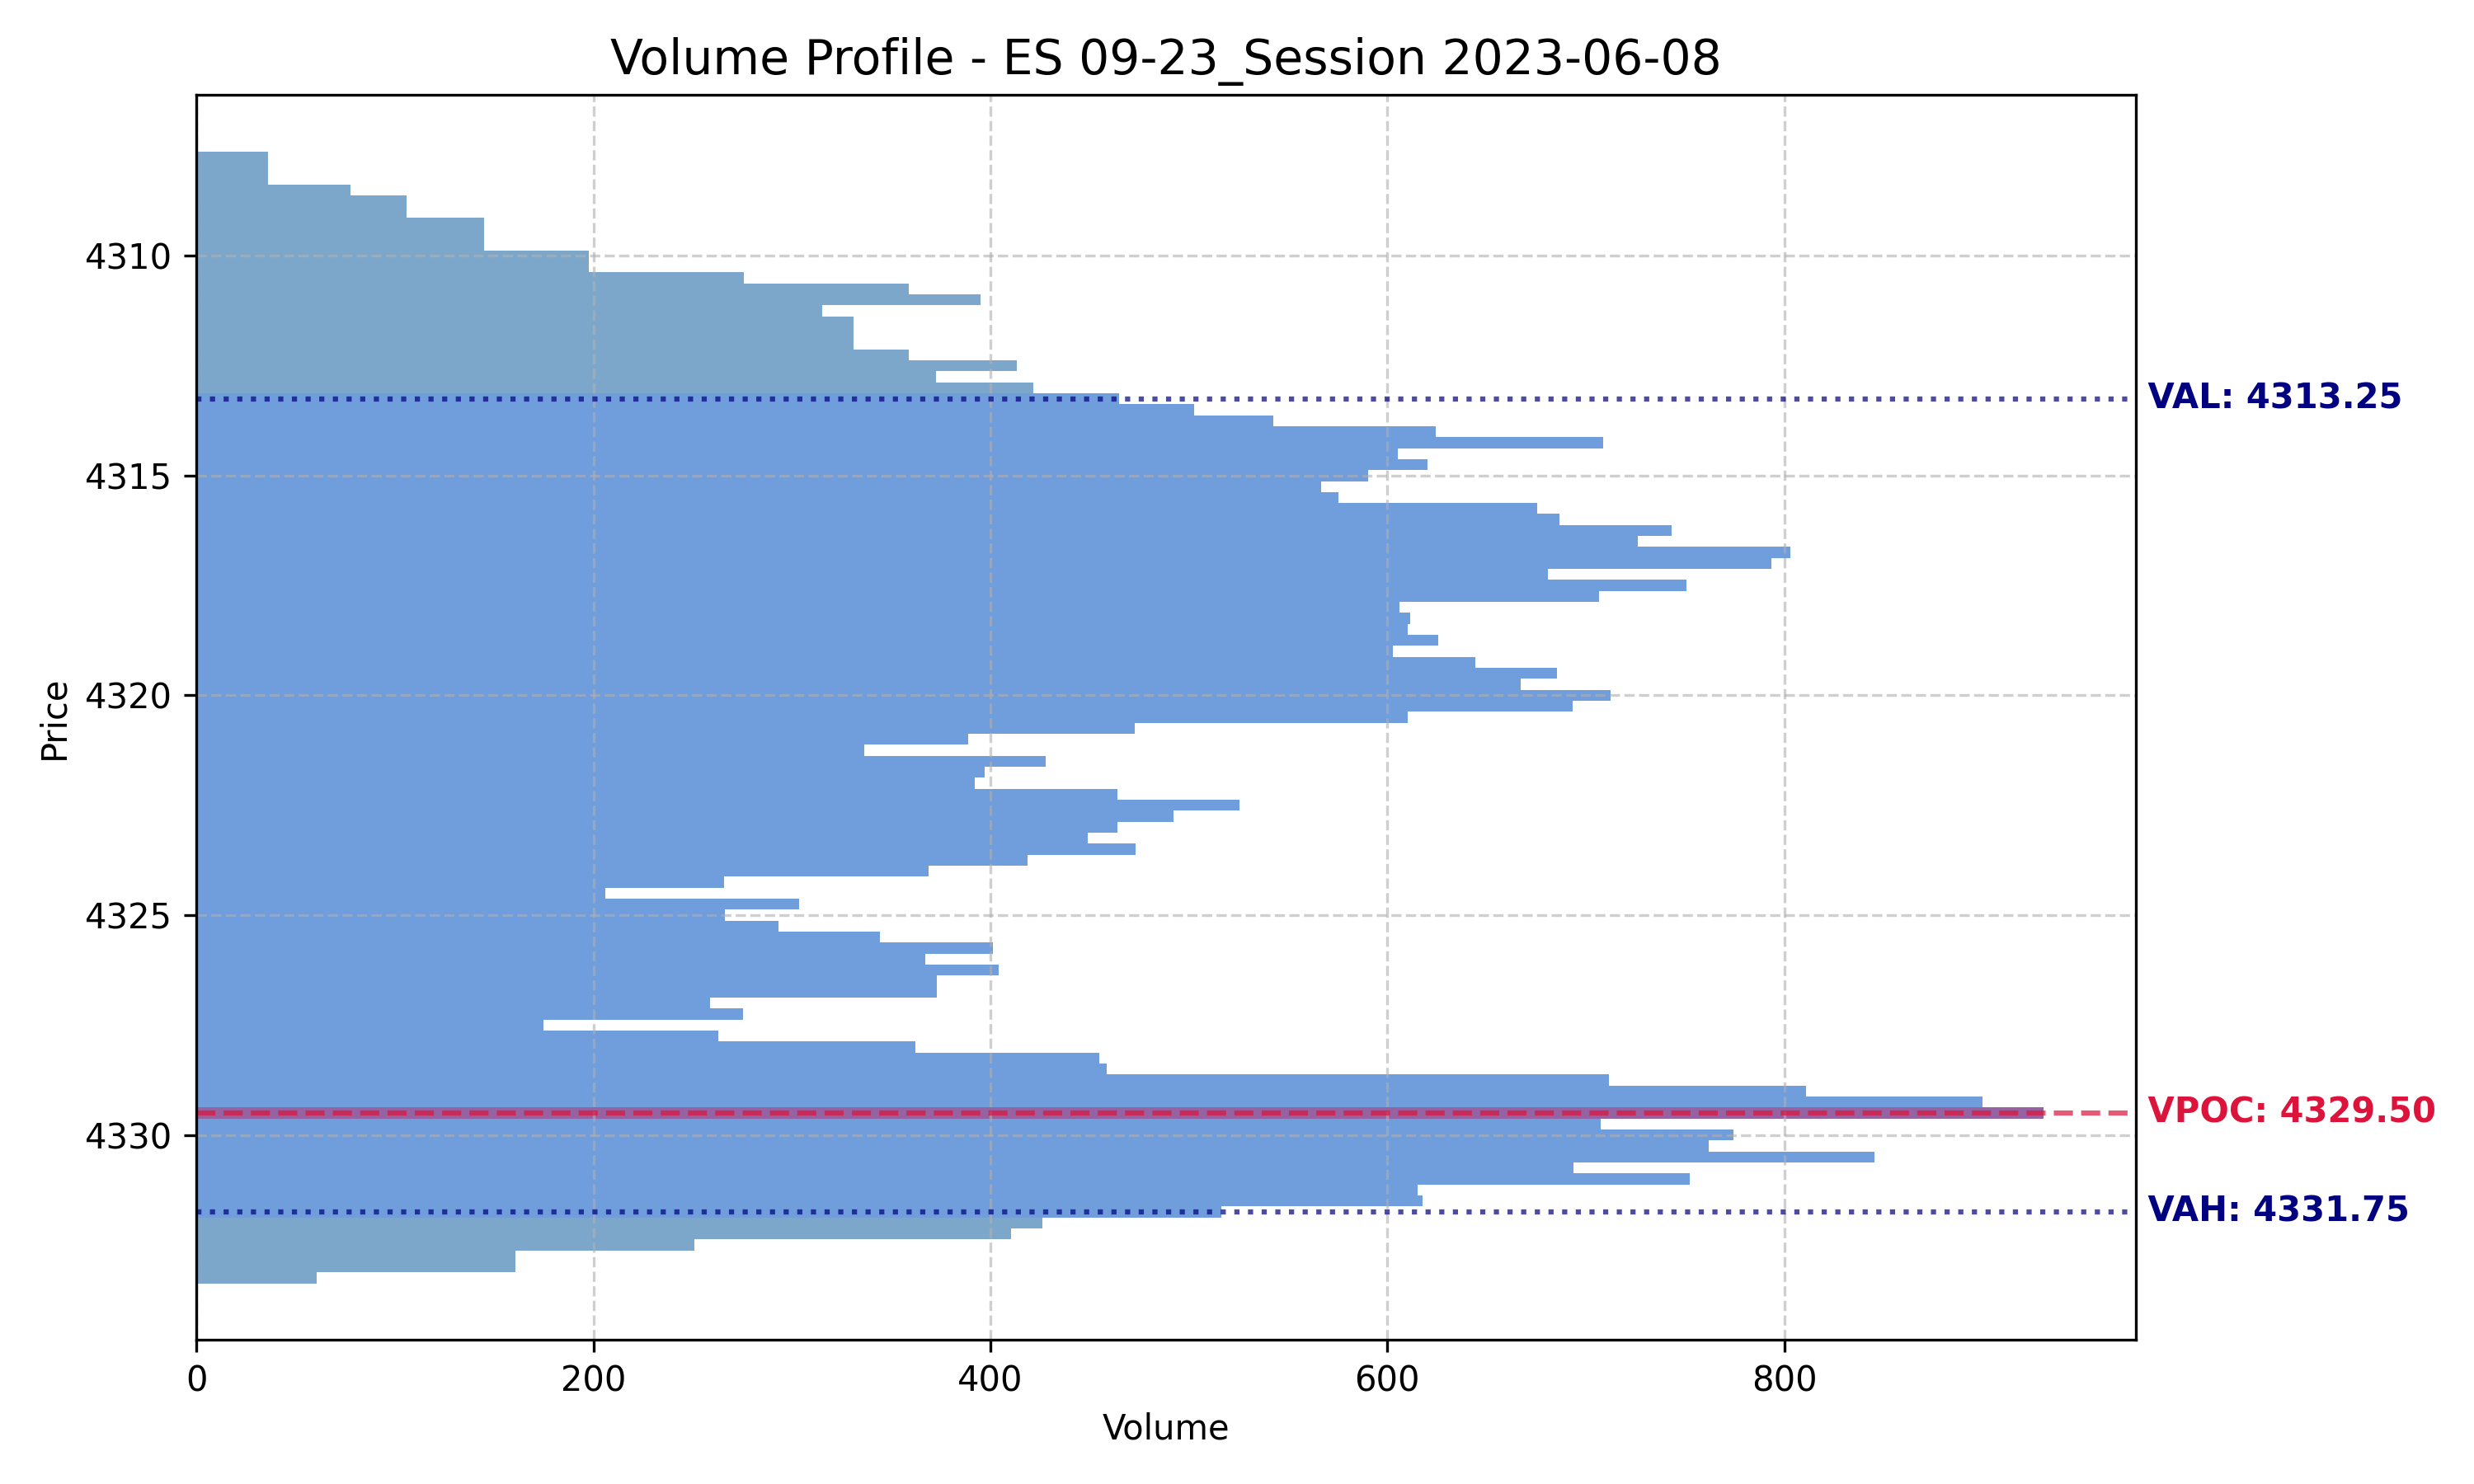 Volume Profile - ES 09-23_Session 2023-06-08
4310
VAL: 4313.25
4315
4320
Price
4325
VPOC: 4329.50
4330
VAH: 4331.75
0 200 400 600 800
Volume